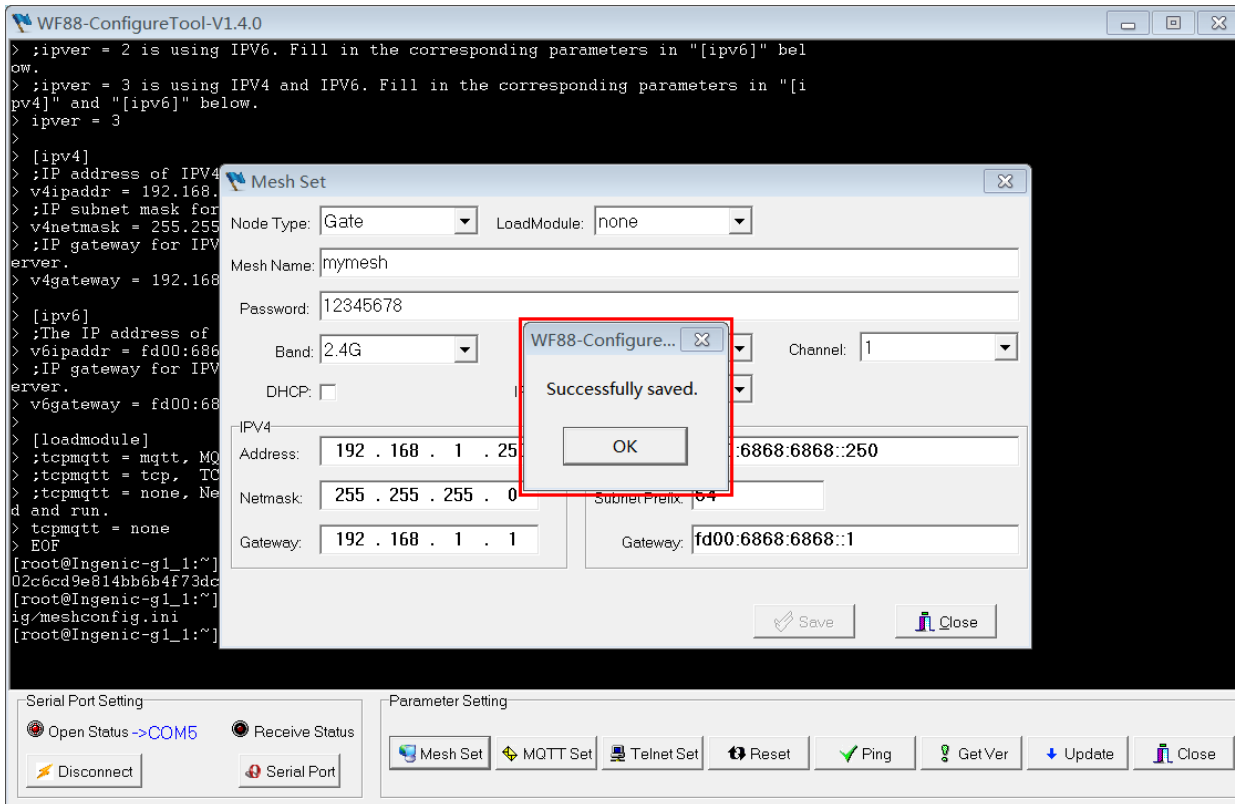 WF88-ConfigureTool-V1.4.0
> ;ipver = 2 is using IPV6. Fill in the corresponding parameters in "[ipv6]" bel
ow.
> ;ipver = 3 is using IPV4 and IPV6. Fill in the corresponding parameters in "[i
pv4]" and "[ipv6]" below.
> ipver = 3
>
> [ipv4]
> ;IP address of IPV4
> v4ipaddr = 192.168.
> ;IP subnet mask for
> v4netmask = 255.255
> ;IP gateway for IPV
erver.
> v4gateway = 192.168
>
> [ipv6]
> ;The IP address of
> v6ipaddr = fd00:686
> ;IP gateway for IPV
erver.
> v6gateway = fd00:68
>
> [loadmodule]
> ;tcpmqtt = mqtt, MQ
> ;tcpmqtt = tcp,  TC
> ;tcpmqtt = none, Ne
d and run.
> tcpmqtt = none
> EOF
[root@Ingenic-g1_1:~]
02c6cd9e814bb6b4f73dc
[root@Ingenic-g1_1:~]
ig/meshconfig.ini
[root@Ingenic-g1_1:~]
Mesh Set
Node Type: Gate LoadModule: none
Mesh Name: mymesh
Password: 12345678
Band: 2.4G Channel: 1
DHCP:
WF88-Configure...
Successfully saved.
OK
IPV4
Address: 192 . 168 . 1 . 25 :6868:6868::250
Netmask: 255 . 255 . 255 . 0 Subnet Prefix: 64
Gateway: 192 . 168 . 1 . 1 Gateway: fd00:6868:6868::1
Save Close
Serial Port Setting
Open Status ->COM5 Receive Status
Disconnect Serial Port
Parameter Setting
Mesh Set MQTT Set Telnet Set Reset Ping Get Ver Update Close